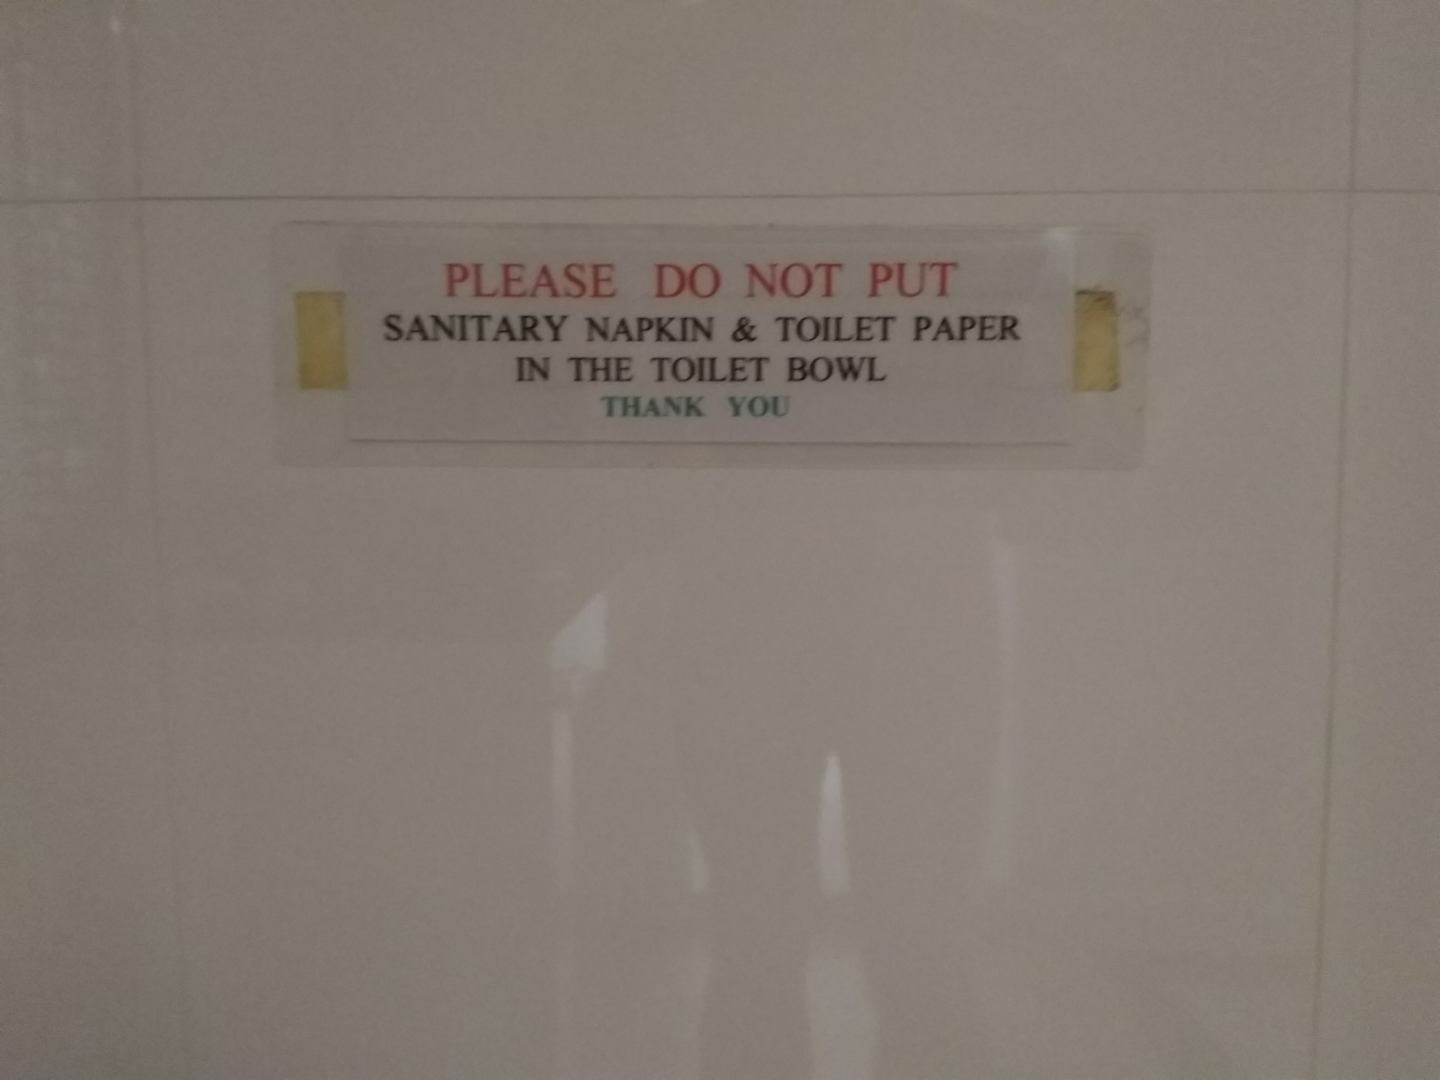 PLEASE DO NOT PUT
SANITARY NAPKIN & TOILET PAPER
IN THE TOILET BOWL
THANK YOU